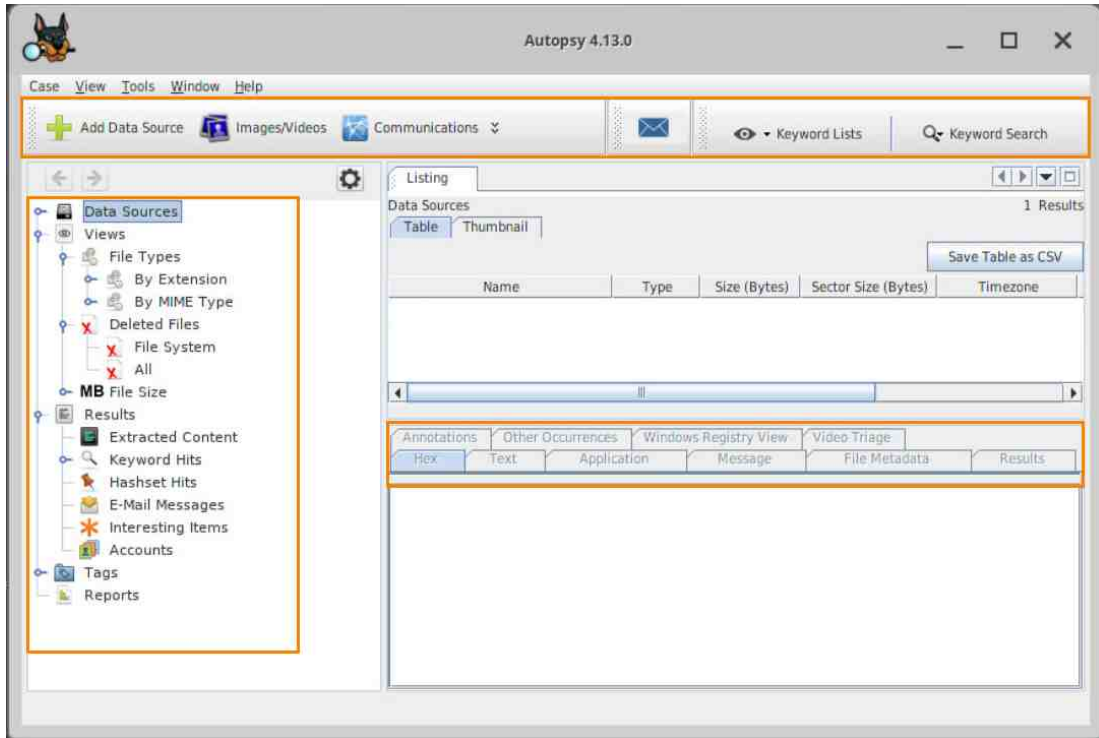 Autopsy 4.13.0
Case View Tools Window Help
Add Data Source Images/Videos Communications Keyword Lists Keyword Search
Listing
Data Sources 1 Results
Table Thumbnail
Save Table as CSV
Name Type Size (Bytes) Sector Size (Bytes) Timezone
Data Sources
Views
File Types
By Extension
By MIME Type
Deleted Files
File System
All
MB File Size
Results
Extracted Content
Keyword Hits
Hashset Hits
E-Mail Messages
Interesting Items
Accounts
Tags
Reports
Annotations Other Occurrences Windows Registry View Video Triage
Hex Text Application Message File Metadata Results